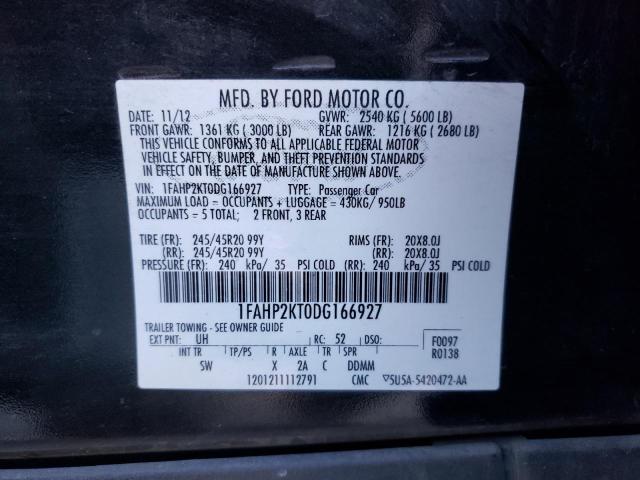 MFD. BY FORD MOTOR CO.
DATE: 11/12 GVWR: 2540 KG ( 5600 LB)
FRONT GAWR: 1361 KG ( 3000 LB) REAR GAWR: 1216 KG ( 2680 LB)
THIS VEHICLE CONFORMS TO ALL APPLICABLE FEDERAL MOTOR
VEHICLE SAFETY, BUMPER, AND THEFT PREVENTION STANDARDS
IN EFFECT ON THE DATE OF MANUFACTURE SHOWN ABOVE.
VIN: 1FAHP2KT0DG166927 TYPE: Passenger Car
MAXIMUM LOAD = OCCUPANTS + LUGGAGE = 430KG/ 950LB
OCCUPANTS = 5 TOTAL; 2 FRONT, 3 REAR
TIRE (FR): 245/45R20 99Y RIMS (FR): 20X8.0J
(RR): 245/45R20 99Y (RR): 20X8.0J
PRESSURE (FR): 240 kPa/ 35 PSI COLD (RR): 240 kPa/ 35 PSI COLD
1FAHP2KT0DG166927
TRAILER TOWING - SEE OWNER GUIDE
EXT PNT: UH RC: 52 DSO: F0097
INT TR TP/PS R AXLE TR SPR R0138
SW X 2A C DDMM
1201211112791 CMC ▽5U5A-5420472-AA